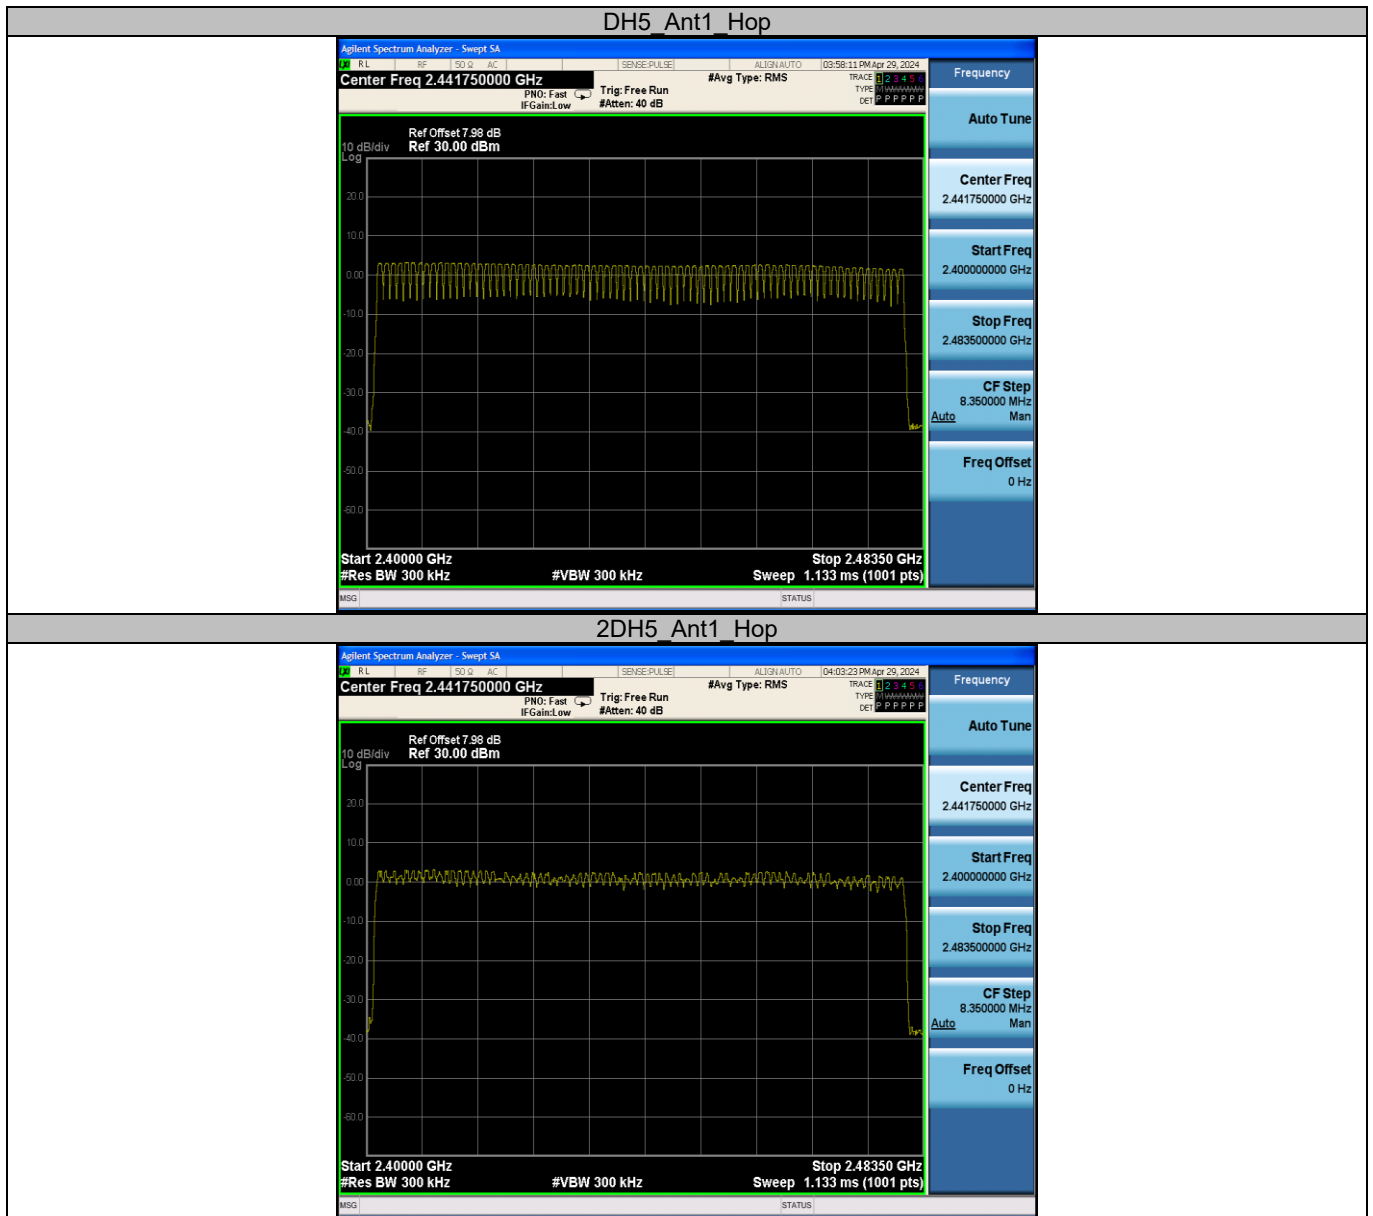 DH5_Ant1_Hop
Agilent Spectrum Analyzer - Swept SA
RL RF 50 Ω AC SENSE:PULSE ALIGN AUTO 03:58:11 PM Apr 29, 2024
Center Freq 2.441750000 GHz #Avg Type: RMS TRACE 1 2 3 4 5 6
PNO: Fast Trig: Free Run TYPE M
IFGain:Low #Atten: 40 dB DET P P P P P P
Ref Offset 7.98 dB
10 dB/div Ref 30.00 dBm
Log
20.0
10.0
0.00
-10.0
-20.0
-30.0
-40.0
-50.0
-60.0
Start 2.40000 GHz Stop 2.48350 GHz
#Res BW 300 kHz #VBW 300 kHz Sweep 1.133 ms (1001 pts)
MSG STATUS
Frequency
Auto Tune
Center Freq
2.441750000 GHz
Start Freq
2.400000000 GHz
Stop Freq
2.483500000 GHz
CF Step
8.350000 MHz
Auto Man
Freq Offset
0 Hz
2DH5_Ant1_Hop
Agilent Spectrum Analyzer - Swept SA
RL RF 50 Ω AC SENSE:PULSE ALIGN AUTO 04:03:23 PM Apr 29, 2024
Center Freq 2.441750000 GHz #Avg Type: RMS TRACE 1 2 3 4 5 6
PNO: Fast Trig: Free Run TYPE M
IFGain:Low #Atten: 40 dB DET P P P P P P
Ref Offset 7.98 dB
10 dB/div Ref 30.00 dBm
Log
20.0
10.0
0.00
-10.0
-20.0
-30.0
-40.0
-50.0
-60.0
Start 2.40000 GHz Stop 2.48350 GHz
#Res BW 300 kHz #VBW 300 kHz Sweep 1.133 ms (1001 pts)
MSG STATUS
Frequency
Auto Tune
Center Freq
2.441750000 GHz
Start Freq
2.400000000 GHz
Stop Freq
2.483500000 GHz
CF Step
8.350000 MHz
Auto Man
Freq Offset
0 Hz